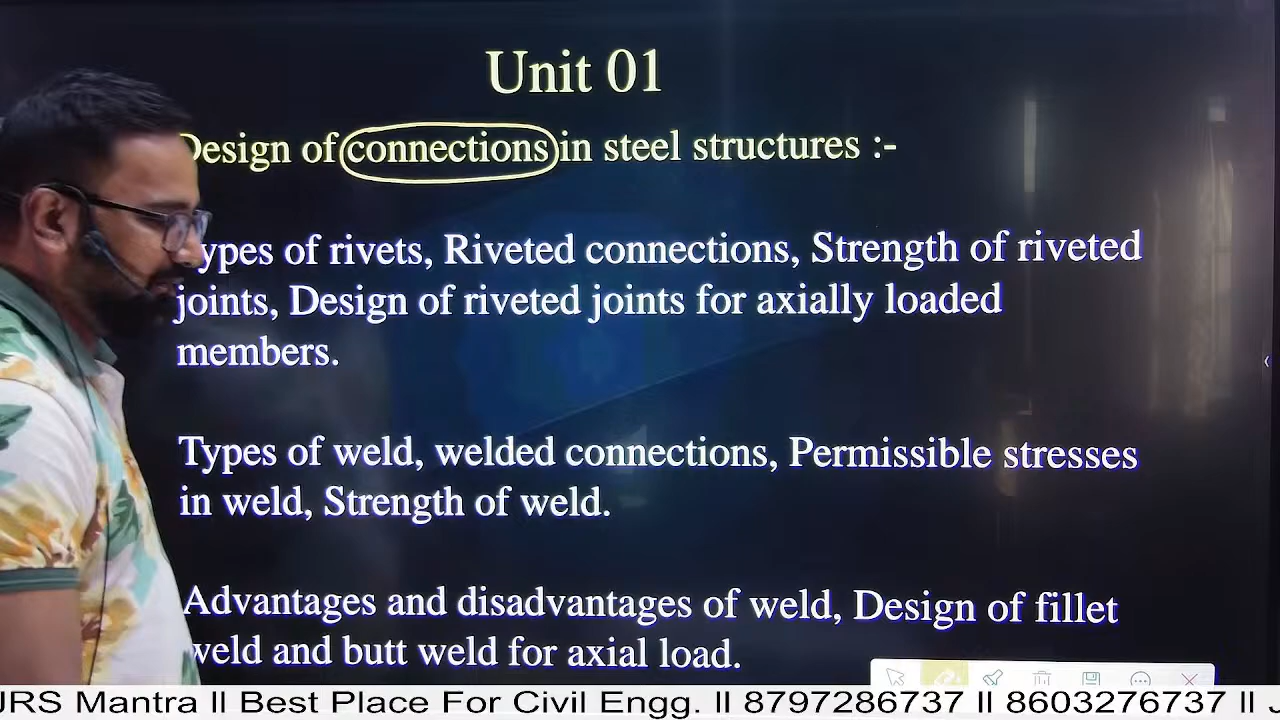 Unit 01
Design of connections in steel structures :-
Types of rivets, Riveted connections, Strength of riveted
joints, Design of riveted joints for axially loaded
members.
Types of weld, welded connections, Permissible stresses
in weld, Strength of weld.
Advantages and disadvantages of weld, Design of fillet
weld and butt weld for axial load.
JRS Mantra II Best Place For Civil Engg. II 8797286737 II 8603276737 II J